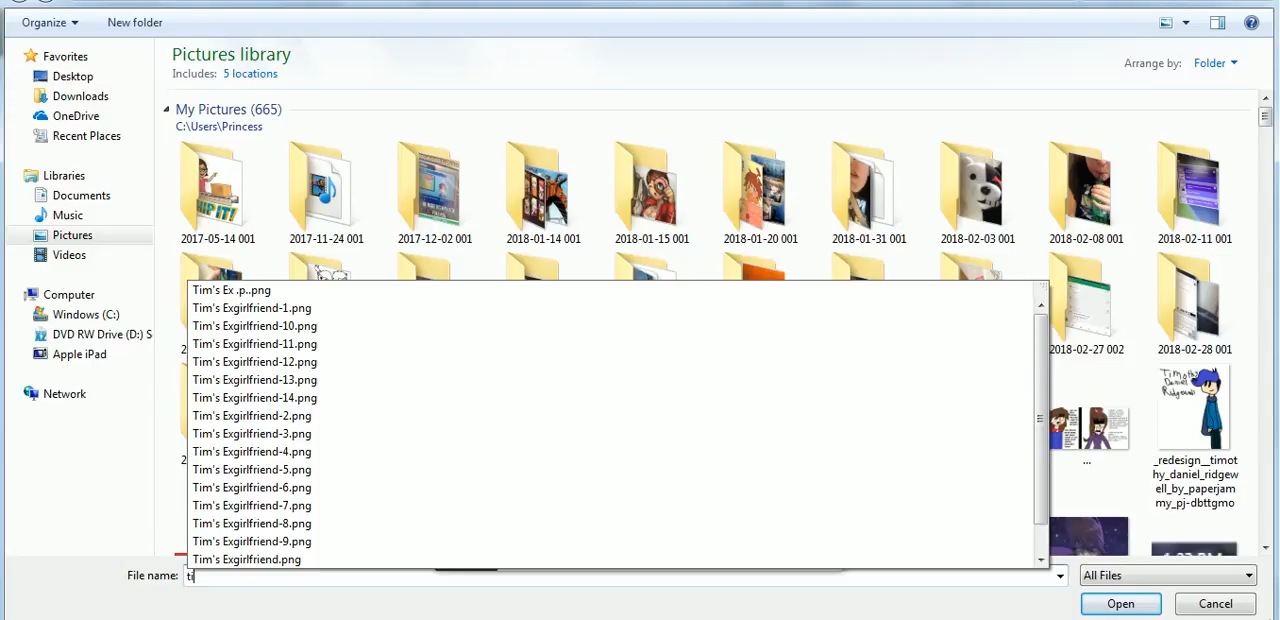 Organize
New folder
Favorites
Desktop
Downloads
OneDrive
Recent Places
Libraries
Documents
Music
Pictures
Videos
Computer
Windows (C:)
DVD RW Drive (D:) S
Apple iPad
Network
Pictures library
Includes: 5 locations
Arrange by: Folder
My Pictures (665)
C:\Users\Princess
HIP IT!
2017-05-14 001
2017-11-24 001
2017-12-02 001
2018-01-14 001
2018-01-15 001
2018-01-20 001
2018-01-31 001
2018-02-03 001
2018-02-08 001
2018-02-11 001
2018-02-27 002
2018-02-28 001
Timothy
Daniel
...
_redesign__timot
hy_daniel_ridgew
ell_by_paperjam
my_pj-dbttgmo
Tim's Ex .p..png
Tim's Exgirlfriend-1.png
Tim's Exgirlfriend-10.png
Tim's Exgirlfriend-11.png
Tim's Exgirlfriend-12.png
Tim's Exgirlfriend-13.png
Tim's Exgirlfriend-14.png
Tim's Exgirlfriend-2.png
Tim's Exgirlfriend-3.png
Tim's Exgirlfriend-4.png
Tim's Exgirlfriend-5.png
Tim's Exgirlfriend-6.png
Tim's Exgirlfriend-7.png
Tim's Exgirlfriend-8.png
Tim's Exgirlfriend-9.png
Tim's Exgirlfriend.png
File name: ti
All Files
Open
Cancel